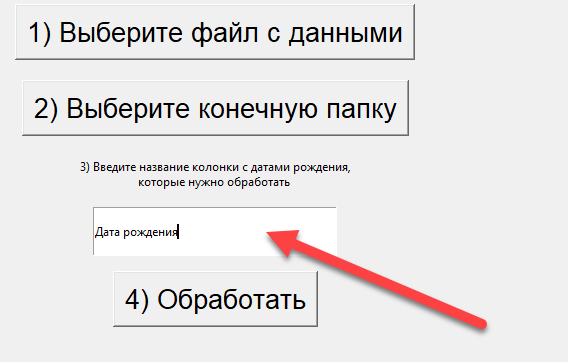 1) Выберите файл с данными
2) Выберите конечную папку
3) Введите название колонки с датами рождения,
которые нужно обработать
Дата рождения
4) Обработать